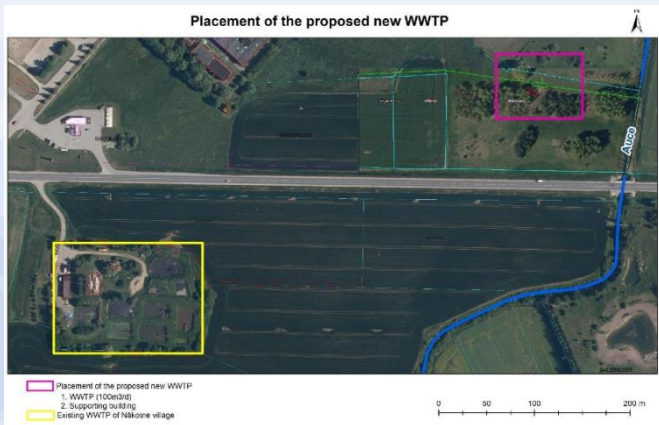 Placement of the proposed new WWTP
N
Auce
Placement of the proposed new WWTP
1. WWTP (100m3/d)
2. Supporting building
Existing WWTP of Nākotne village
0 50 100 200 m